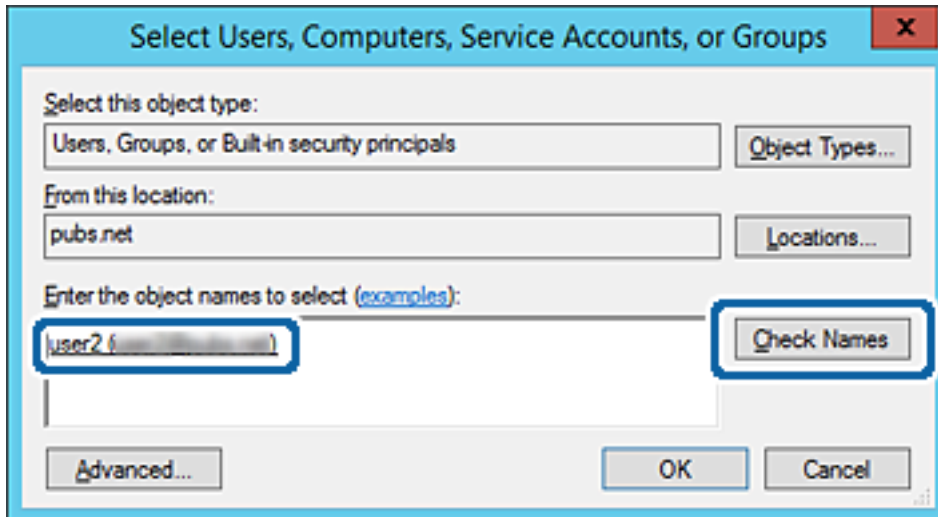 Select Users, Computers, Service Accounts, or Groups
x
Select this object type:
Users, Groups, or Built-in security principals
Object Types...
From this location:
pubs.net
Locations...
Enter the object names to select (examples):
user2 (
Check Names
Advanced...
OK
Cancel